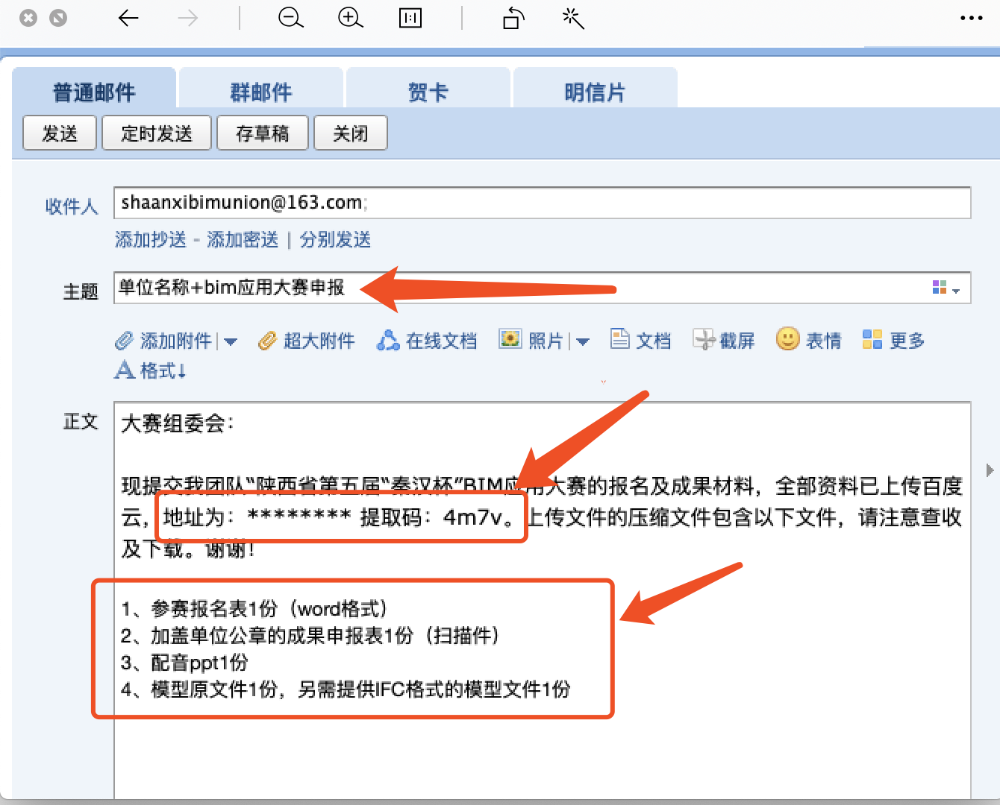 普通邮件 群邮件 贺卡 明信片
发送 定时发送 存草稿 关闭
收件人 shaanxibimunion@163.com;
添加抄送 - 添加密送 | 分别发送
主题 单位名称+bim应用大赛申报
添加附件 | 超大附件 在线文档 照片 | 文档 截屏 表情 更多
A 格式↓
正文 大赛组委会：
现提交我团队“陕西省第五届“秦汉杯”BIM应用大赛的报名及成果材料，全部资料已上传百度
云，地址为：******** 提取码：4m7v。上传文件的压缩文件包含以下文件，请注意查收
及下载。谢谢！
1、参赛报名表1份（word格式）
2、加盖单位公章的成果申报表1份（扫描件）
3、配音ppt1份
4、模型原文件1份，另需提供IFC格式的模型文件1份